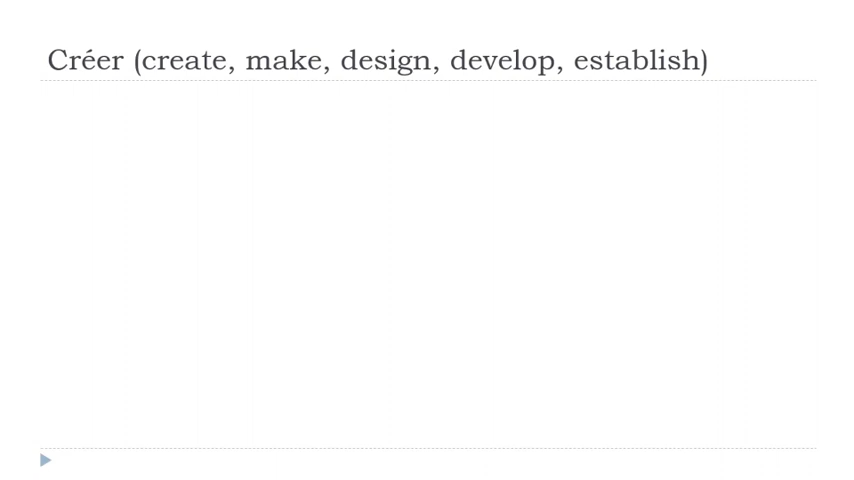 Créer (create, make, design, develop, establish)